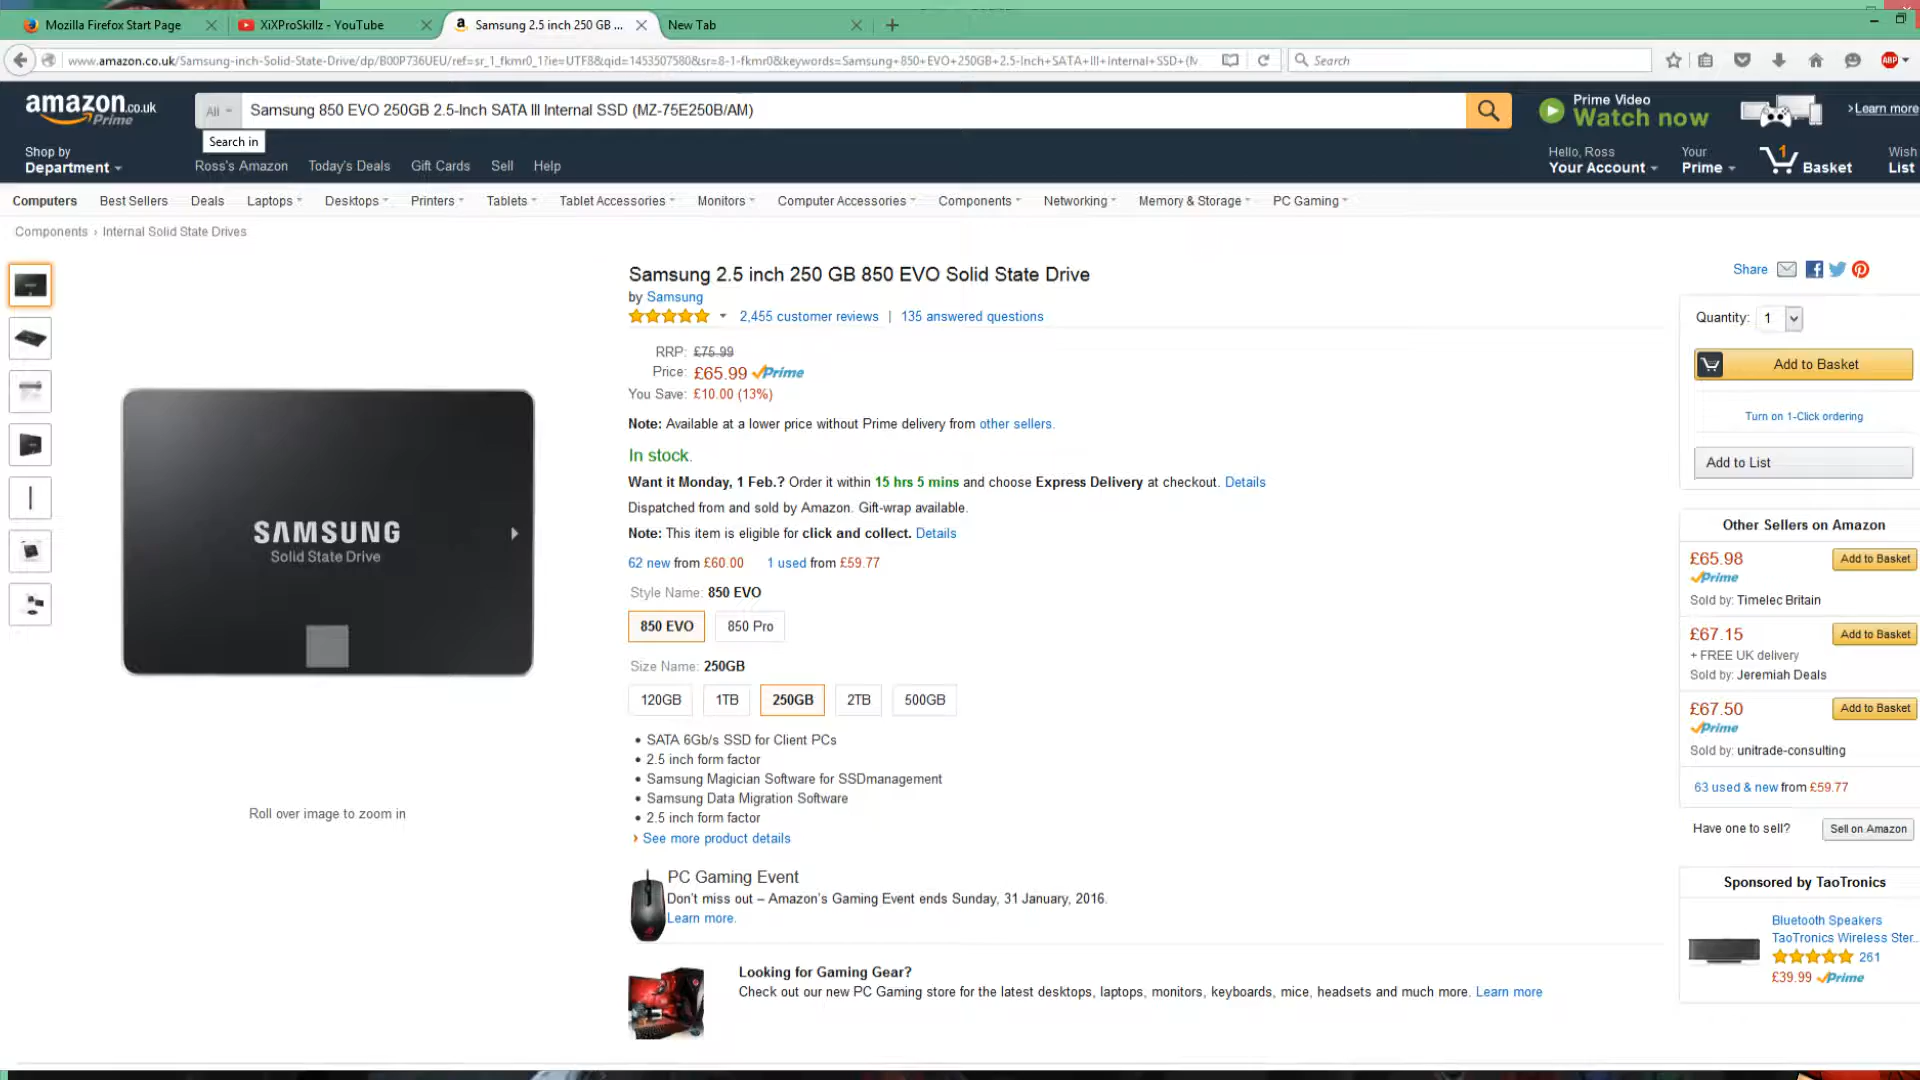 Mozilla Firefox Start Page
XiXProSkillz - YouTube
Samsung 2.5 inch 250 GB ...
New Tab
www.amazon.co.uk/Samsung-inch-Solid-State-Drive/dp/B00P736UEU/ref=sr_1_fkmr0_1?ie=UTF8&qid=1453507580&sr=8-1-fkmr0&keywords=Samsung+850+EVO+250GB+2.5-Inch+SATA+III+Internal+SSD+(M
Search
ABP
amazon.co.uk
Prime
All
Samsung 850 EVO 250GB 2.5-Inch SATA III Internal SSD (MZ-75E250B/AM)
Prime Video
Watch now
›Learn more
Search in
Shop by
Department
Ross's Amazon
Today's Deals
Gift Cards
Sell
Help
Hello, Ross
Your Account
Your
Prime
1
Basket
Wish
List
Computers
Best Sellers
Deals
Laptops
Desktops
Printers
Tablets
Tablet Accessories
Monitors
Computer Accessories
Components
Networking
Memory & Storage
PC Gaming
Components › Internal Solid State Drives
SAMSUNG
Solid State Drive
Roll over image to zoom in
Samsung 2.5 inch 250 GB 850 EVO Solid State Drive
by Samsung
2,455 customer reviews | 135 answered questions
RRP: £75.99
Price: £65.99 Prime
You Save: £10.00 (13%)
Note: Available at a lower price without Prime delivery from other sellers.
In stock.
Want it Monday, 1 Feb.? Order it within 15 hrs 5 mins and choose Express Delivery at checkout. Details
Dispatched from and sold by Amazon. Gift-wrap available.
Note: This item is eligible for click and collect. Details
62 new from £60.00 1 used from £59.77
Style Name: 850 EVO
850 EVO
850 Pro
Size Name: 250GB
120GB
1TB
250GB
2TB
500GB
• SATA 6Gb/s SSD for Client PCs
• 2.5 inch form factor
• Samsung Magician Software for SSDmanagement
• Samsung Data Migration Software
• 2.5 inch form factor
› See more product details
PC Gaming Event
Don't miss out – Amazon's Gaming Event ends Sunday, 31 January, 2016.
Learn more.
Looking for Gaming Gear?
Check out our new PC Gaming store for the latest desktops, laptops, monitors, keyboards, mice, headsets and much more. Learn more
Share
Quantity: 1
Add to Basket
Turn on 1-Click ordering
Add to List
Other Sellers on Amazon
£65.98
Add to Basket
Prime
Sold by: Timelec Britain
£67.15
Add to Basket
+ FREE UK delivery
Sold by: Jeremiah Deals
£67.50
Add to Basket
Prime
Sold by: unitrade-consulting
63 used & new from £59.77
Have one to sell?
Sell on Amazon
Sponsored by TaoTronics
Bluetooth Speakers
TaoTronics Wireless Ster...
261
£39.99 Prime